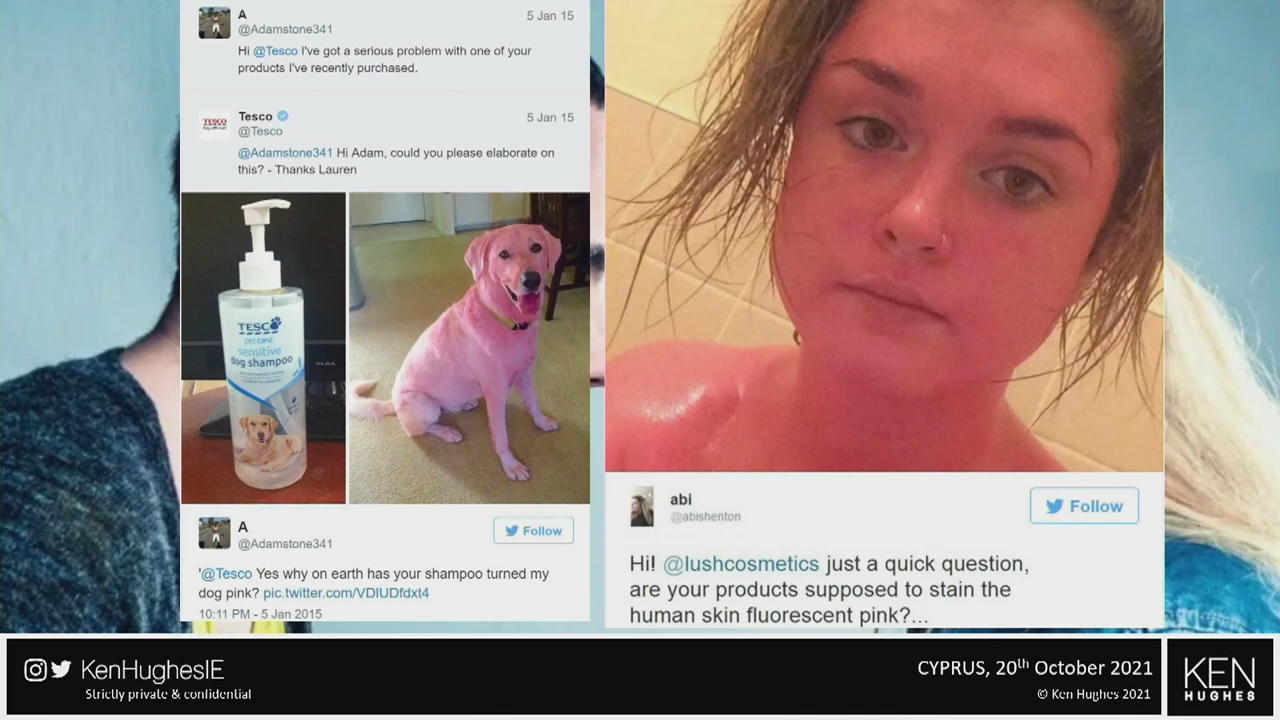 A
5 Jan 15
@Adamstone341
Hi @Tesco I've got a serious problem with one of your
products I've recently purchased.
TESCO
Tesco
5 Jan 15
@Tesco
@Adamstone341 Hi Adam, could you please elaborate on
this? - Thanks Lauren
TESCO
pet care
sensitive
dog shampoo
A
@Adamstone341
Follow
'@Tesco Yes why on earth has your shampoo turned my
dog pink? pic.twitter.com/VDIUDfdxt4
10:11 PM - 5 Jan 2015
abi
@abishenton
Follow
Hi! @lushcosmetics just a quick question,
are your products supposed to stain the
human skin fluorescent pink?...
KenHughesIE
Strictly private & confidential
CYPRUS, 20th October 2021
© Ken Hughes 2021
KEN
HUGHES